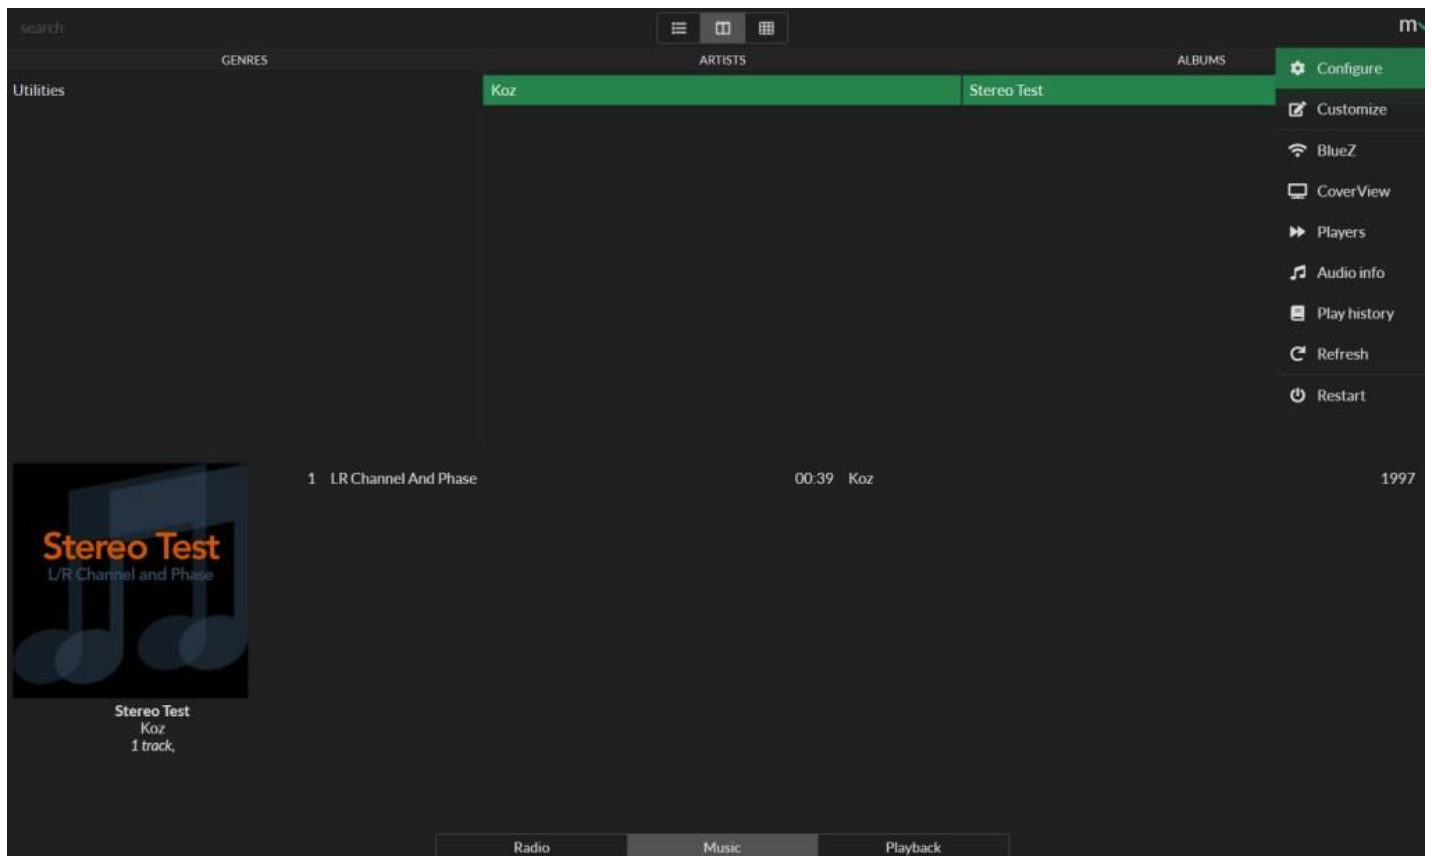 search
m
GENRES ARTISTS ALBUMS
Configure
Utilities Koz Stereo Test
Customize
BlueZ
CoverView
Players
Audio info
Play history
Refresh
Restart
1 LR Channel And Phase 00:39 Koz 1997
Stereo Test
L/R Channel and Phase
Stereo Test
Koz
1 track,
Radio Music Playback